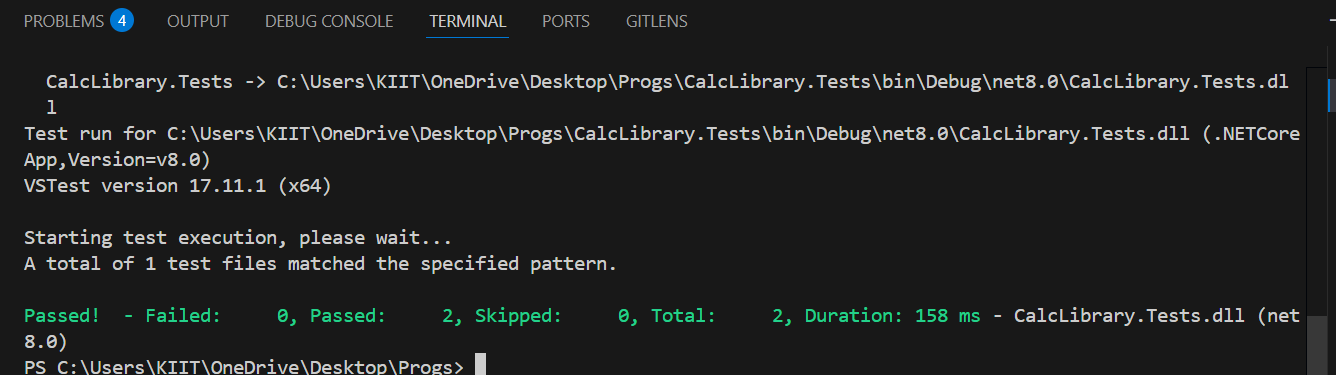 PROBLEMS 4 OUTPUT DEBUG CONSOLE TERMINAL PORTS GITLENS
CalcLibrary.Tests -> C:\Users\KIIT\OneDrive\Desktop\Progs\CalcLibrary.Tests\bin\Debug\net8.0\CalcLibrary.Tests.dl
l
Test run for C:\Users\KIIT\OneDrive\Desktop\Progs\CalcLibrary.Tests\bin\Debug\net8.0\CalcLibrary.Tests.dll (.NETCore
App,Version=v8.0)
VSTest version 17.11.1 (x64)
Starting test execution, please wait...
A total of 1 test files matched the specified pattern.
Passed!  - Failed:     0, Passed:     2, Skipped:     0, Total:     2, Duration: 158 ms - CalcLibrary.Tests.dll (net
8.0)
PS C:\Users\KIIT\OneDrive\Desktop\Progs>